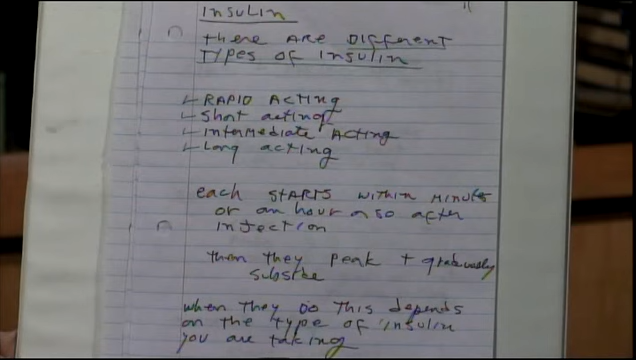 INSULIN
there ARE DIFFERENT
TYPES OF INSULIN
RAPID ACTING
Short acting
Intermediate ACTING
Long acting
each STARTS within minutes
or an hour or so after
injection
then they peak + gradually
subside
when they DO This depends
on the type of insulin
you are taking